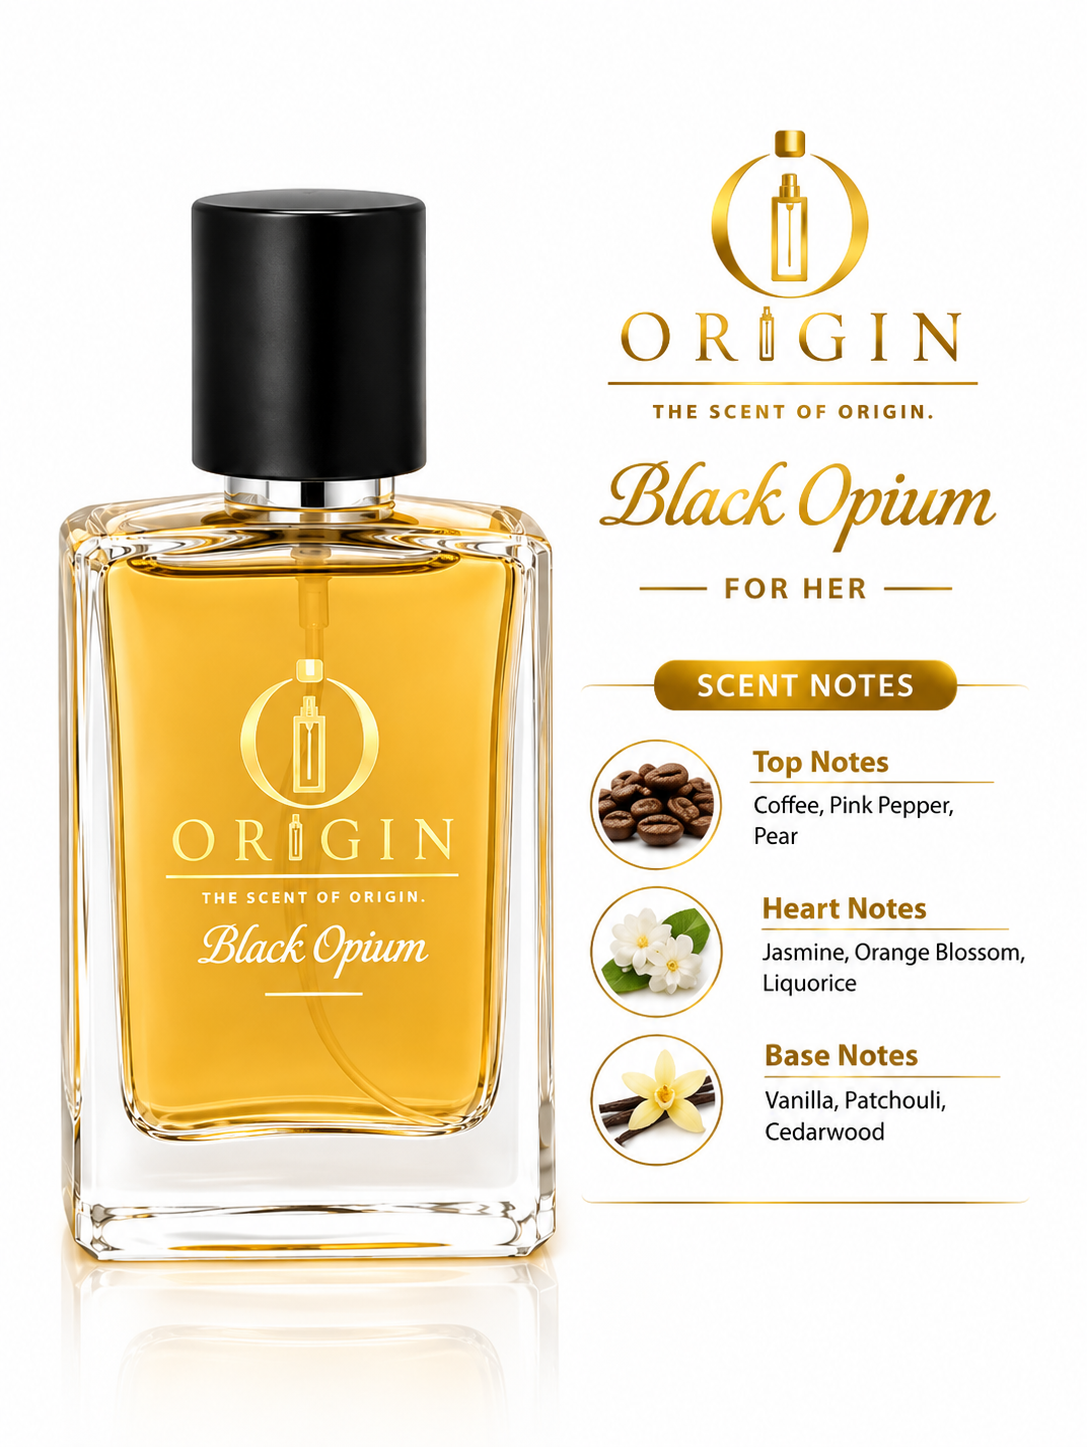 ORIGIN
THE SCENT OF ORIGIN.
Black Opium
ORIGIN
THE SCENT OF ORIGIN.
Black Opium
FOR HER
SCENT NOTES
Top Notes
Coffee, Pink Pepper,
Pear
Heart Notes
Jasmine, Orange Blossom,
Liquorice
Base Notes
Vanilla, Patchouli,
Cedarwood